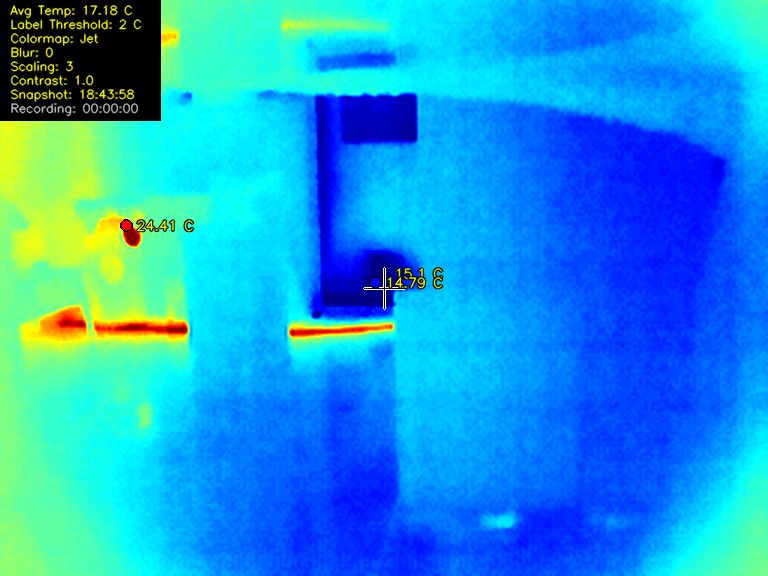 Avg Temp: 17.18 C
Label Threshold: 2 C
Colormap: Jet
Blur: 0
Scaling: 3
Contrast: 1.0
Snapshot: 18:43:58
Recording: 00:00:00
24.41 C
15.1 C
14.79 C